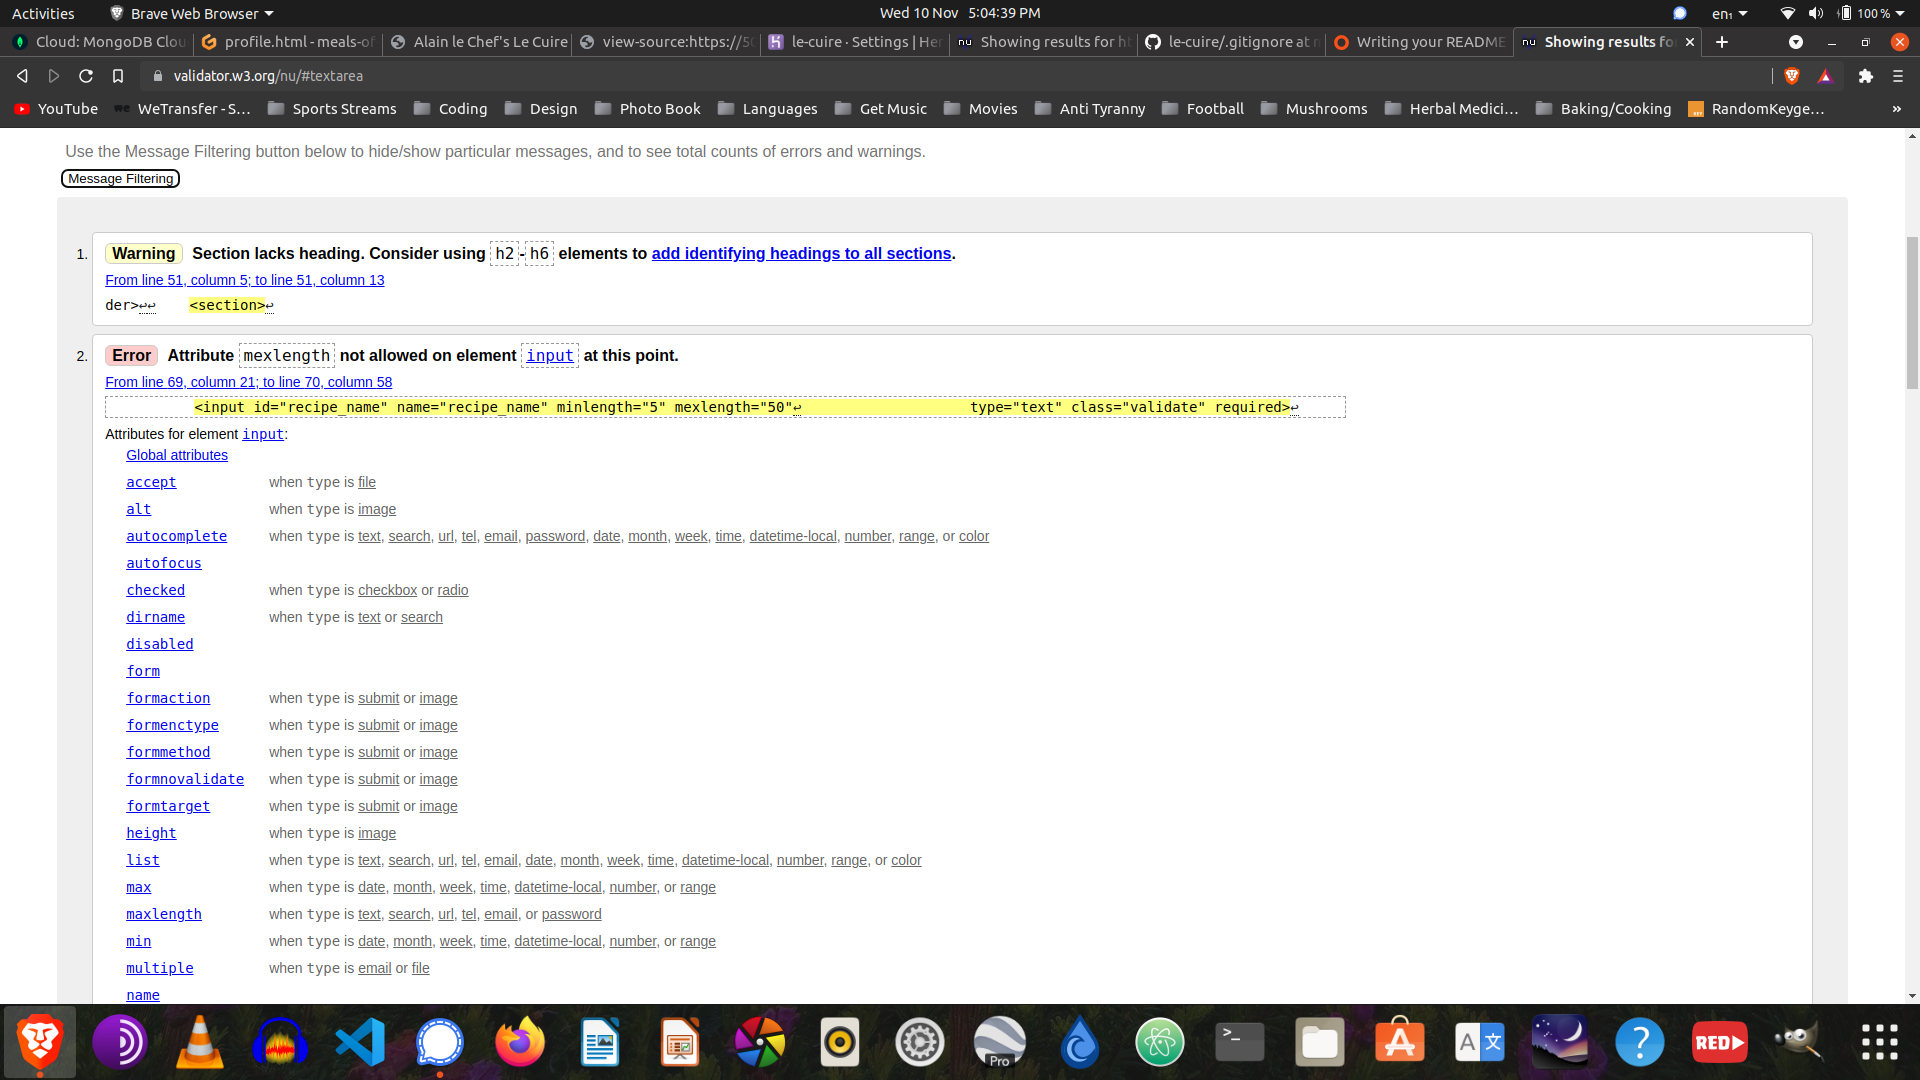 Activities Brave Web Browser Wed 10 Nov 5:04:39 PM en₁ 100 %
Cloud: MongoDB Clou profile.html - meals-of Alain le Chef's Le Cuire view-source:https://50 le-cuire · Settings | Her Showing results for ht le-cuire/.gitignore at m Writing your README Showing results fo
validator.w3.org/nu/#textarea
YouTube WeTransfer - S… Sports Streams Coding Design Photo Book Languages Get Music Movies Anti Tyranny Football Mushrooms Herbal Medici… Baking/Cooking RandomKeyge… »
Use the Message Filtering button below to hide/show particular messages, and to see total counts of errors and warnings.
Message Filtering
1. Warning Section lacks heading. Consider using h2-h6 elements to add identifying headings to all sections.
From line 51, column 5; to line 51, column 13
der>↩↩ <section>↩
2. Error Attribute mexlength not allowed on element input at this point.
From line 69, column 21; to line 70, column 58
<input id="recipe_name" name="recipe_name" minlength="5" mexlength="50"↩ type="text" class="validate" required>↩
Attributes for element input:
Global attributes
accept when type is file
alt when type is image
autocomplete when type is text, search, url, tel, email, password, date, month, week, time, datetime-local, number, range, or color
autofocus
checked when type is checkbox or radio
dirname when type is text or search
disabled
form
formaction when type is submit or image
formenctype when type is submit or image
formmethod when type is submit or image
formnovalidate when type is submit or image
formtarget when type is submit or image
height when type is image
list when type is text, search, url, tel, email, date, month, week, time, datetime-local, number, range, or color
max when type is date, month, week, time, datetime-local, number, or range
maxlength when type is text, search, url, tel, email, or password
min when type is date, month, week, time, datetime-local, number, or range
multiple when type is email or file
name
Pro
>_
A 文
?
RED